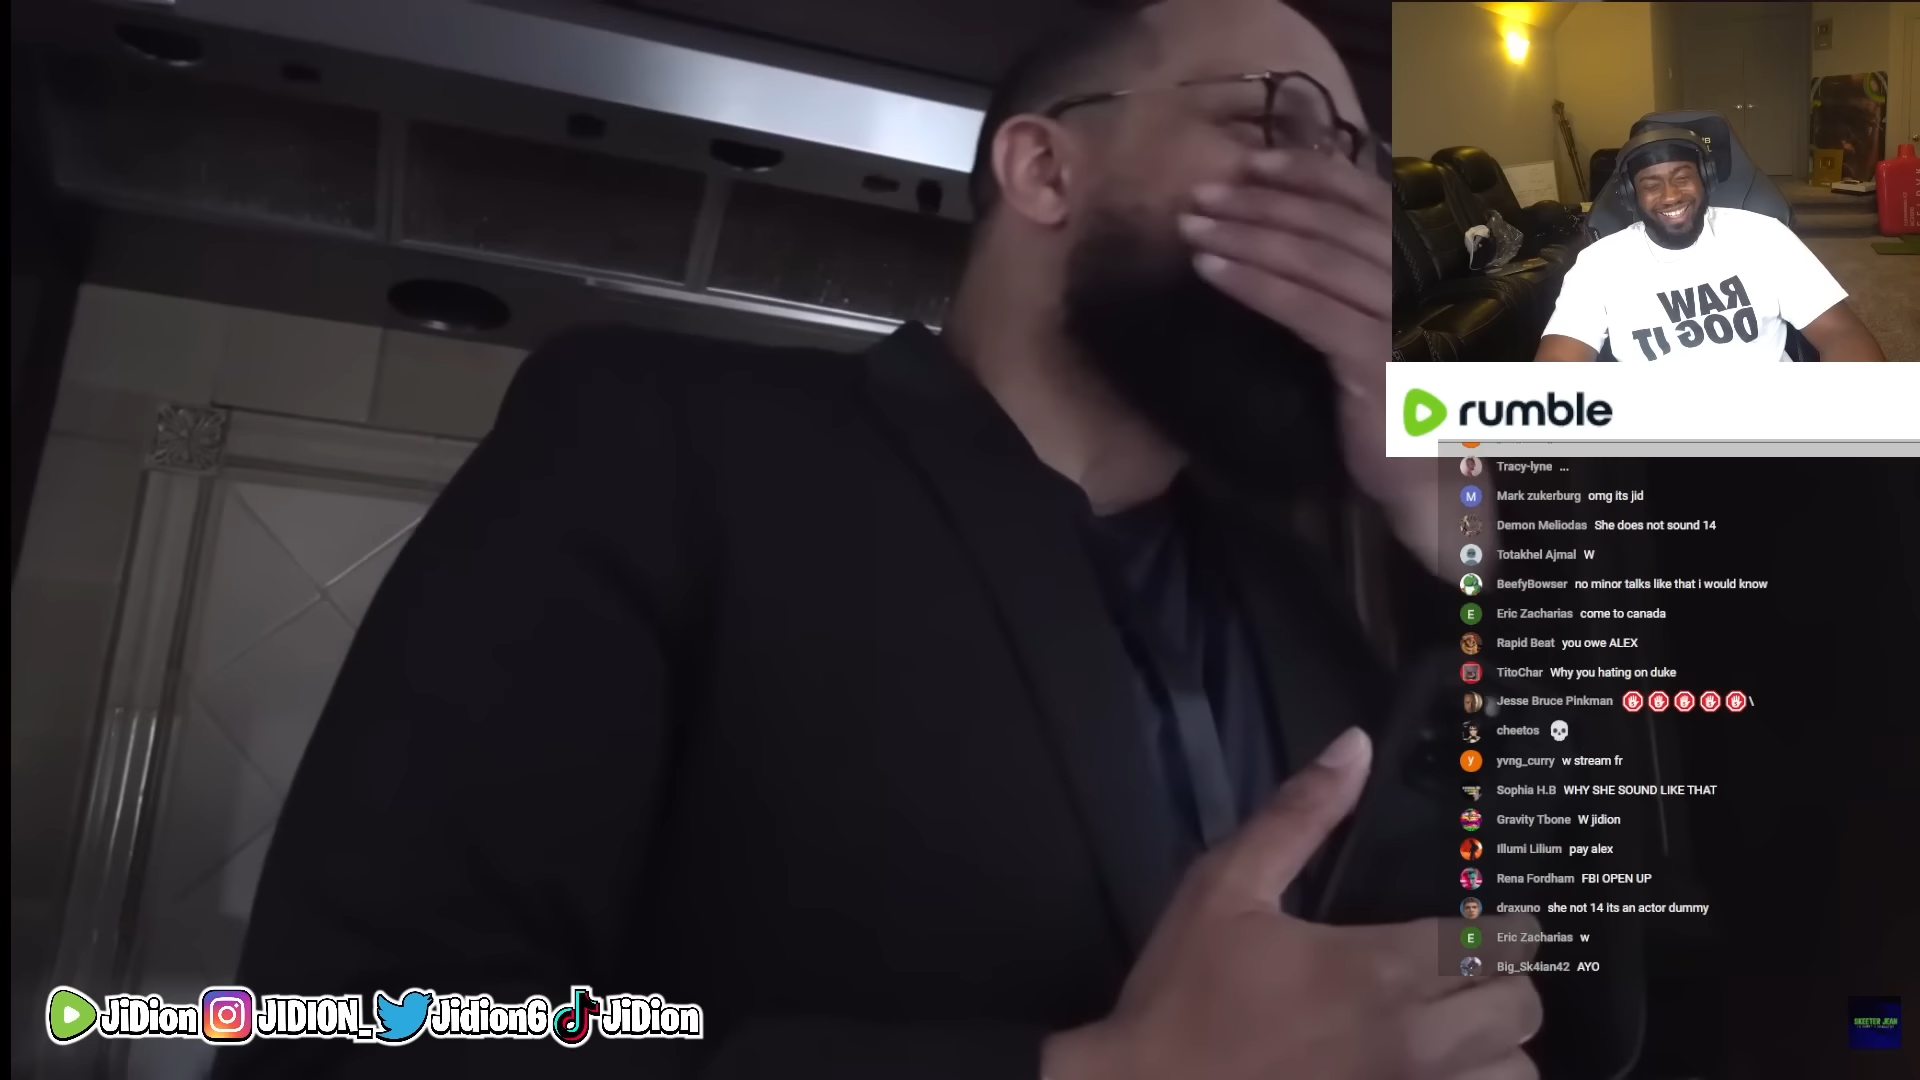 RAW
DOG IT
rumble
Tracy-lyne ...
M Mark zukerburg omg its jid
Demon Meliodas She does not sound 14
Totakhel Ajmal W
BeefyBowser no minor talks like that i would know
E Eric Zacharias come to canada
Rapid Beat you owe ALEX
TitoChar Why you hating on duke
Jesse Bruce Pinkman \
cheetos
y yvng_curry w stream fr
Sophia H.B WHY SHE SOUND LIKE THAT
Gravity Tbone W jidion
Illumi Lilium pay alex
Rena Fordham FBI OPEN UP
draxuno she not 14 its an actor dummy
E Eric Zacharias w
Big_Sk4ian42 AYO
JiDion JIDION_ Jidion6 JiDion
SKEETER JEAN